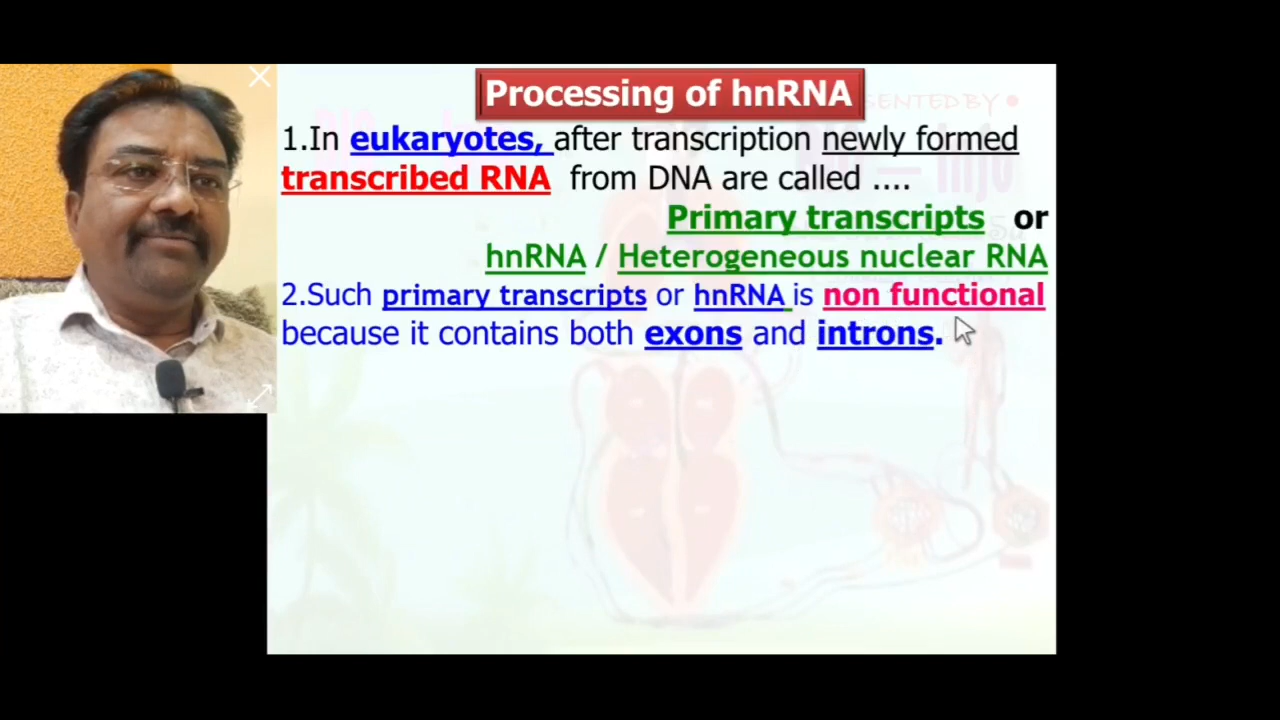 Processing of hnRNA
1.In eukaryotes, after transcription newly formed
transcribed RNA from DNA are called ....
Primary transcripts or
hnRNA / Heterogeneous nuclear RNA
2.Such primary transcripts or hnRNA is non functional
because it contains both exons and introns.